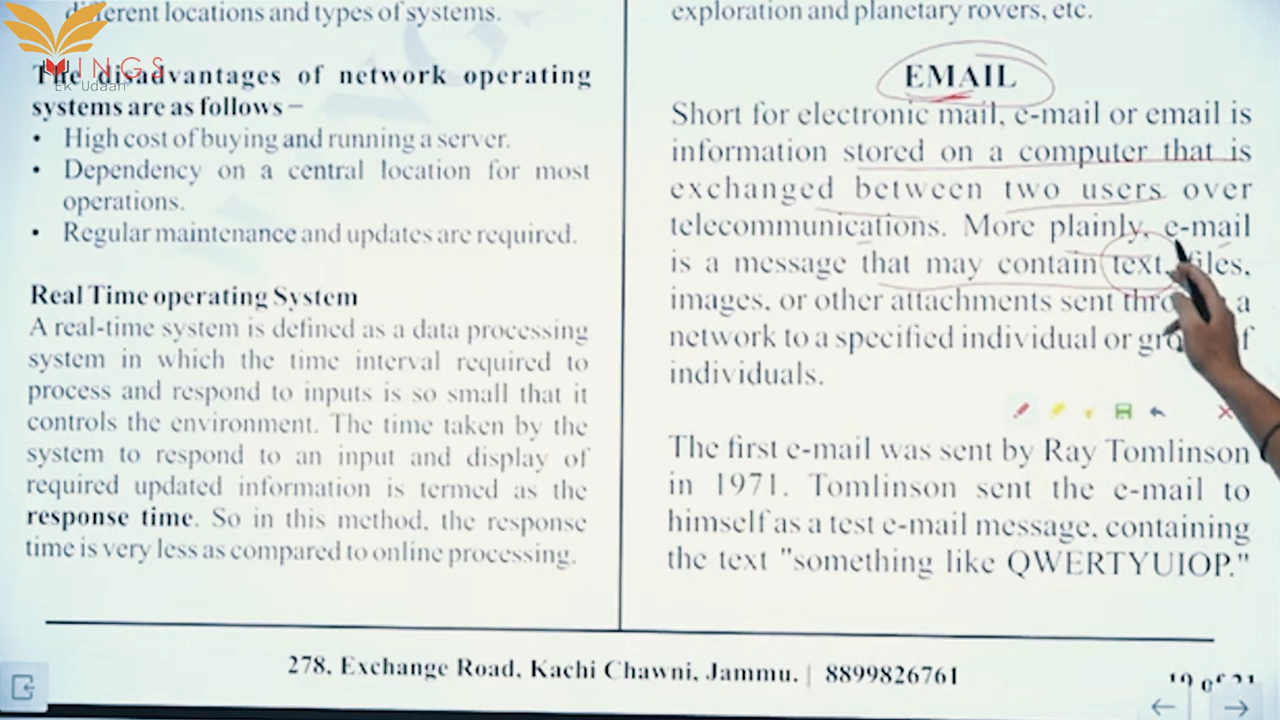 WINGS
Ek Udaan
different locations and types of systems.
The disadvantages of network operating
systems are as follows –
• High cost of buying and running a server.
• Dependency on a central location for most
operations.
• Regular maintenance and updates are required.
Real Time operating System
A real-time system is defined as a data processing
system in which the time interval required to
process and respond to inputs is so small that it
controls the environment. The time taken by the
system to respond to an input and display of
required updated information is termed as the
response time. So in this method, the response
time is very less as compared to online processing.
exploration and planetary rovers, etc.
EMAIL
Short for electronic mail, e-mail or email is
information stored on a computer that is
exchanged between two users over
telecommunications. More plainly, e-mail
is a message that may contain text, files,
images, or other attachments sent a
network to a specified individual or
individuals.
The first e-mail was sent by Ray Tomlinson
in 1971. Tomlinson sent the e-mail to
himself as a test e-mail message, containing
the text "something like QWERTYUIOP."
278, Exchange Road, Kachi Chawni, Jammu. | 8899826761